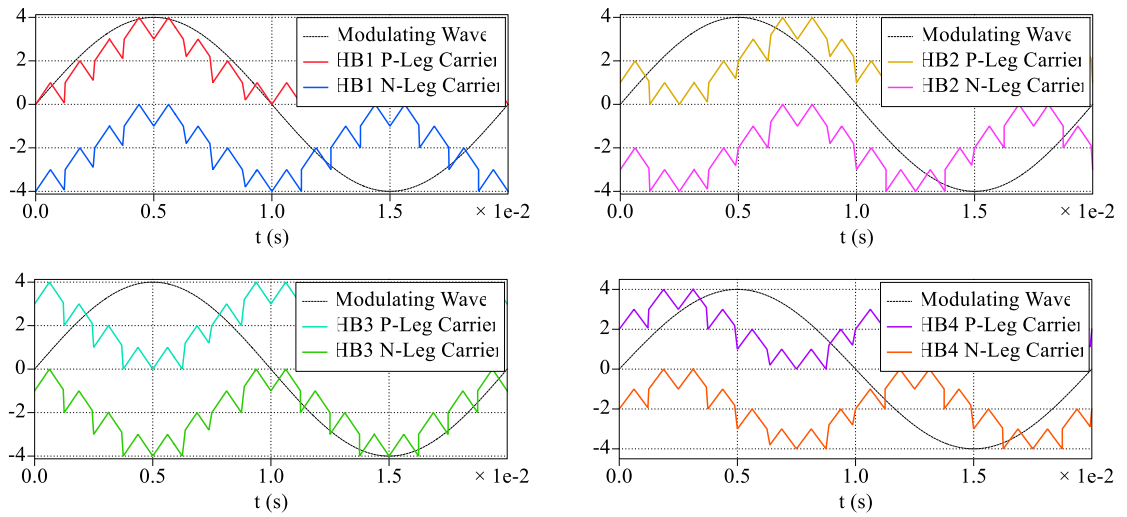 4
2
0
-2
-4
Modulating Wave
HB1 P-Leg Carrier
HB1 N-Leg Carrier
0.0 0.5 1.0 1.5 × 1e-2
t (s)
4
2
0
-2
-4
Modulating Wave
HB2 P-Leg Carrier
HB2 N-Leg Carrier
0.0 0.5 1.0 1.5 × 1e-2
t (s)
4
2
0
-2
-4
Modulating Wave
HB3 P-Leg Carrier
HB3 N-Leg Carrier
0.0 0.5 1.0 1.5 × 1e-2
t (s)
4
2
0
-2
-4
Modulating Wave
HB4 P-Leg Carrier
HB4 N-Leg Carrier
0.0 0.5 1.0 1.5 × 1e-2
t (s)